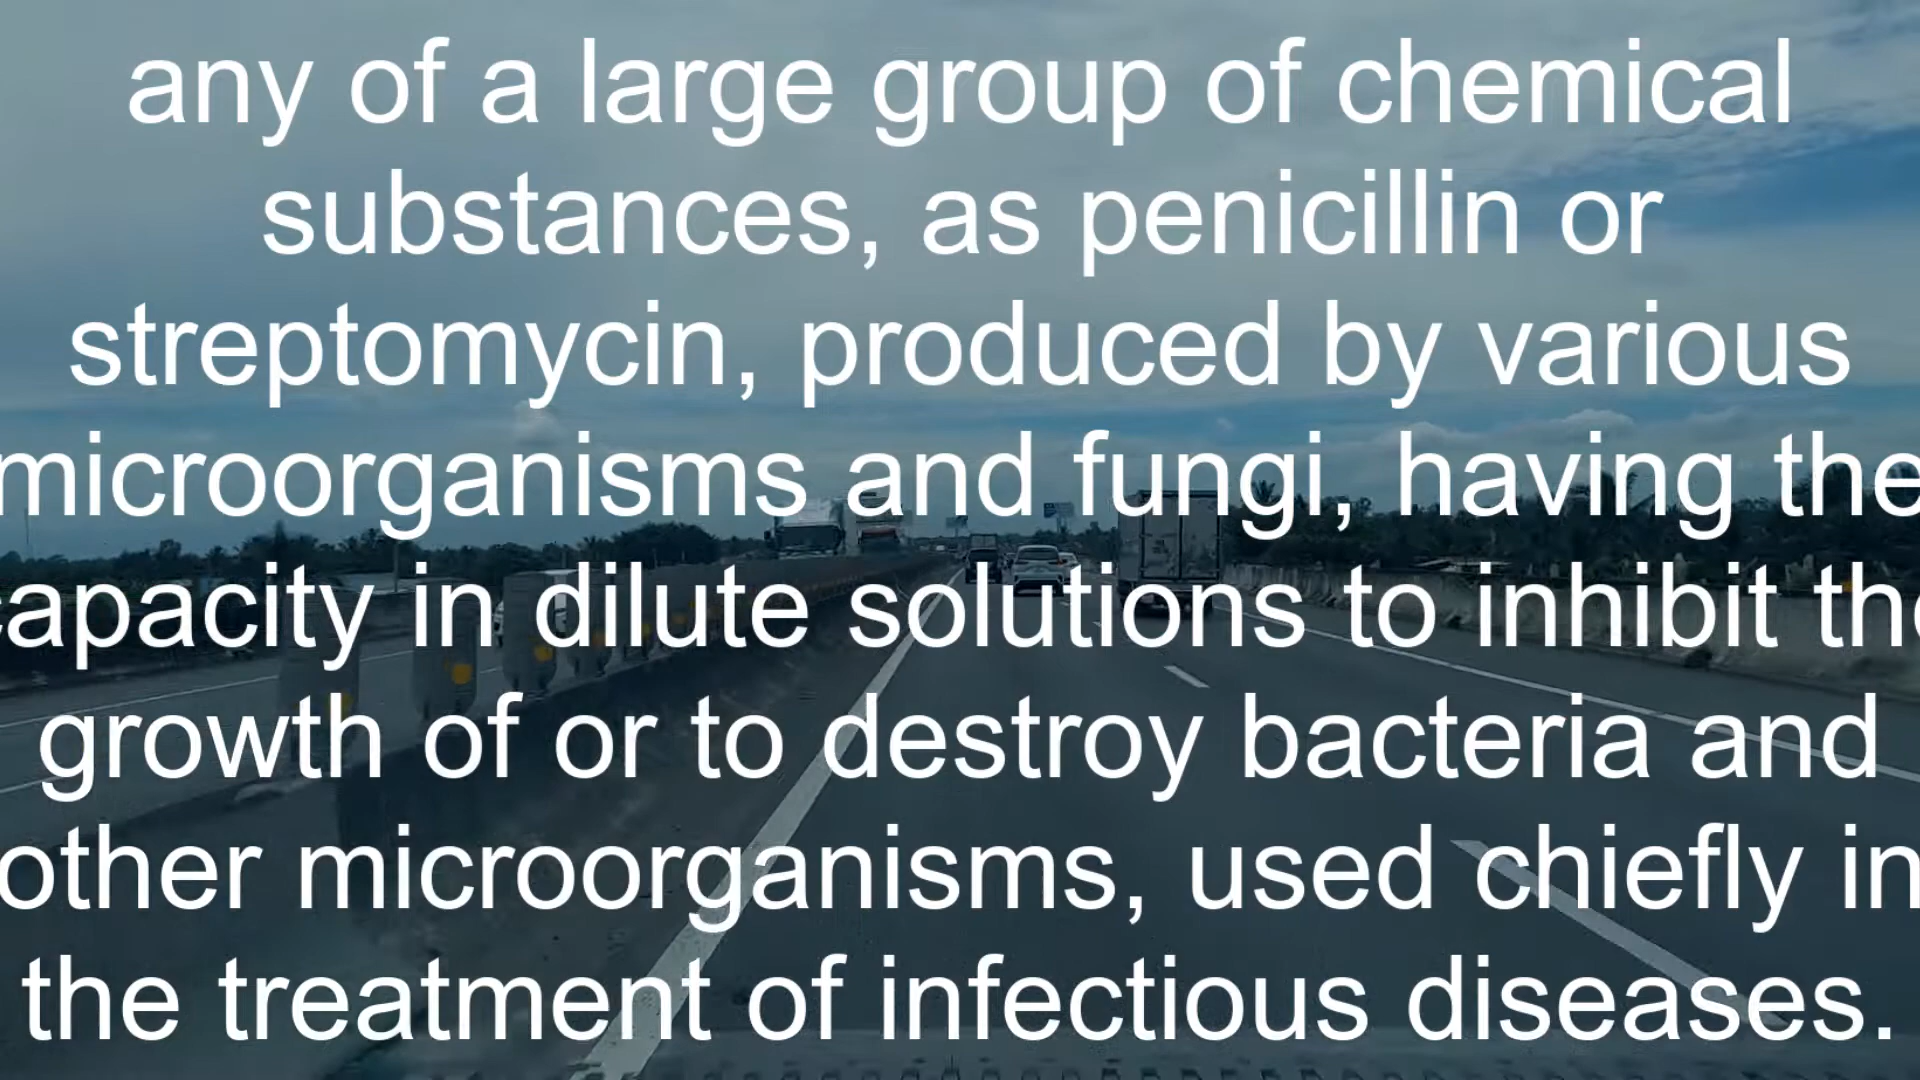 any of a large group of chemical
substances, as penicillin or
streptomycin, produced by various
microorganisms and fungi, having the
capacity in dilute solutions to inhibit the
growth of or to destroy bacteria and
other microorganisms, used chiefly in
the treatment of infectious diseases.